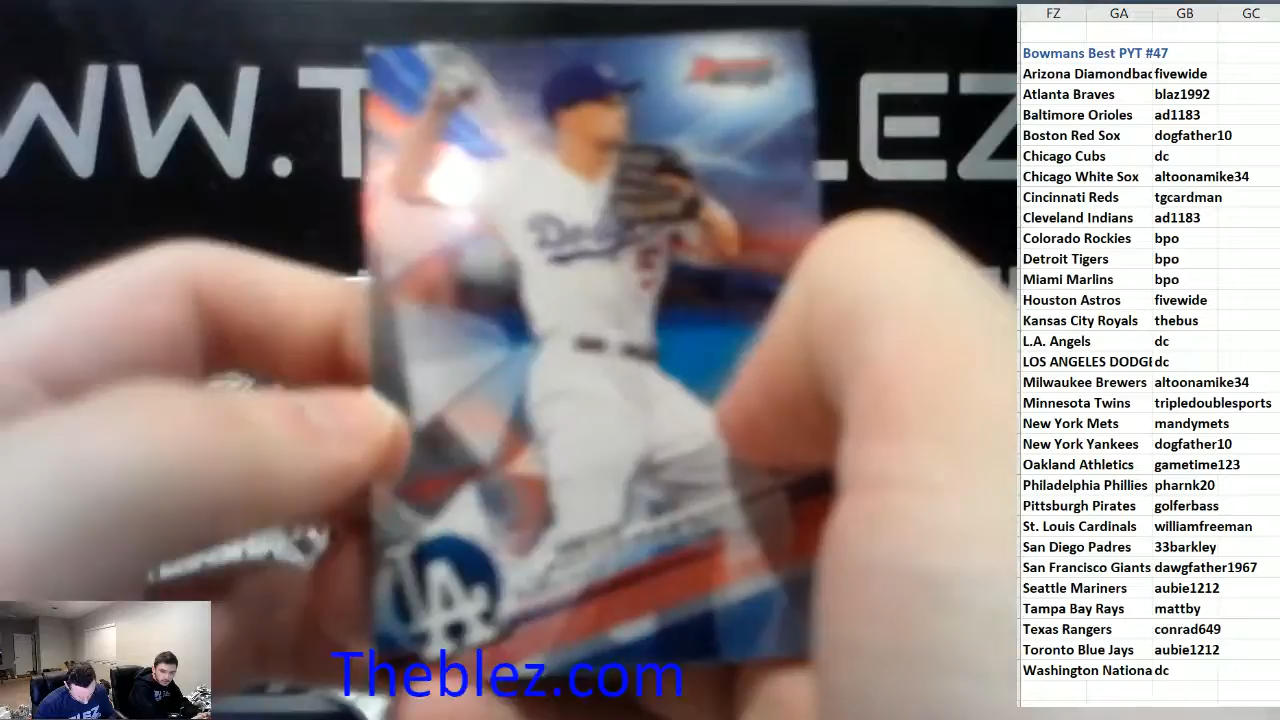 FZ GA GB GC
Bowmans Best PYT #47
Arizona Diamondbac fivewide
Atlanta Braves blaz1992
Baltimore Orioles ad1183
Boston Red Sox dogfather10
Chicago Cubs dc
Chicago White Sox altoonamike34
Cincinnati Reds tgcardman
Cleveland Indians ad1183
Colorado Rockies bpo
Detroit Tigers bpo
Miami Marlins bpo
Houston Astros fivewide
Kansas City Royals thebus
L.A. Angels dc
LOS ANGELES DODGE dc
Milwaukee Brewers altoonamike34
Minnesota Twins tripledoublesports
New York Mets mandymets
New York Yankees dogfather10
Oakland Athletics gametime123
Philadelphia Phillies pharnk20
Pittsburgh Pirates golferbass
St. Louis Cardinals williamfreeman
San Diego Padres 33barkley
San Francisco Giants dawgfather1967
Seattle Mariners aubie1212
Tampa Bay Rays mattby
Texas Rangers conrad649
Toronto Blue Jays aubie1212
Washington Nationa dc
WW.T LEZ
Dod
LA
Theblez.com